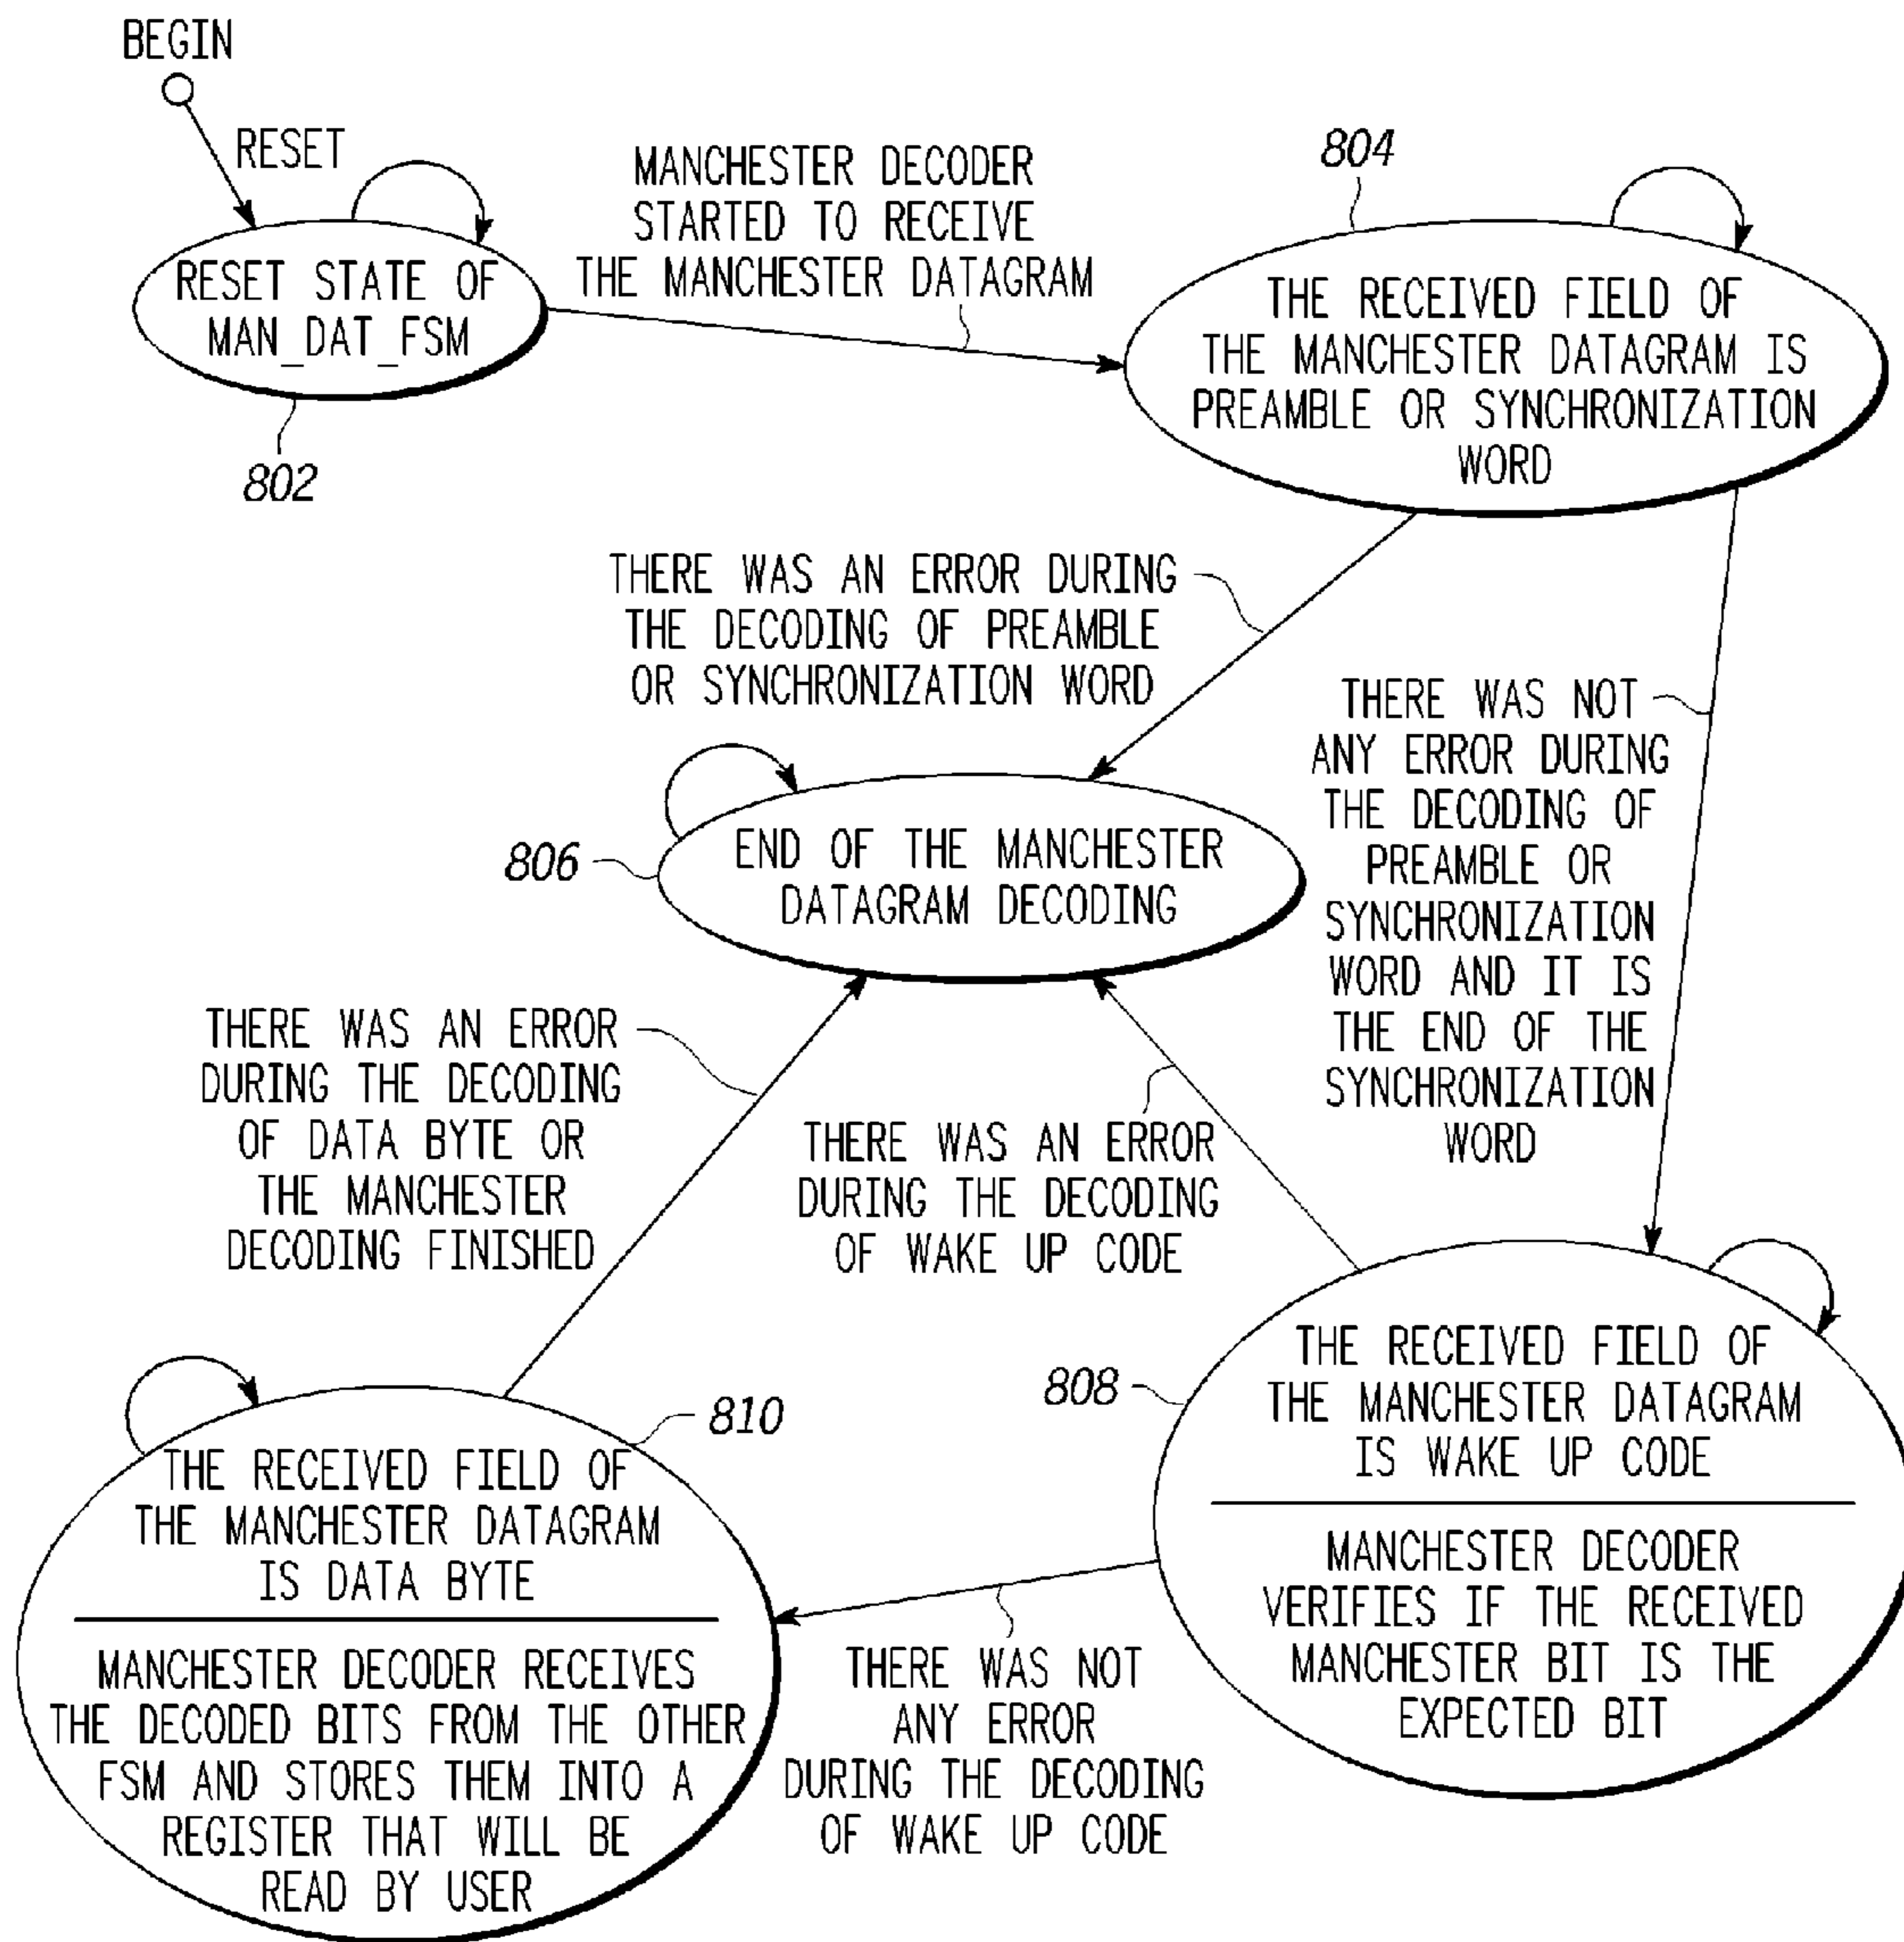 BEGIN
RESET
RESET STATE OF
MAN_DAT_FSM
802
MANCHESTER DECODER
STARTED TO RECEIVE
THE MANCHESTER DATAGRAM
804
THE RECEIVED FIELD OF
THE MANCHESTER DATAGRAM IS
PREAMBLE OR SYNCHRONIZATION
WORD
THERE WAS AN ERROR DURING
THE DECODING OF PREAMBLE
OR SYNCHRONIZATION WORD
THERE WAS NOT
ANY ERROR DURING
THE DECODING OF
PREAMBLE OR
SYNCHRONIZATION
WORD AND IT IS
THE END OF THE
SYNCHRONIZATION
WORD
806
END OF THE MANCHESTER
DATAGRAM DECODING
THERE WAS AN ERROR
DURING THE DECODING
OF DATA BYTE OR
THE MANCHESTER
DECODING FINISHED
THERE WAS AN ERROR
DURING THE DECODING
OF WAKE UP CODE
808
THE RECEIVED FIELD OF
THE MANCHESTER DATAGRAM
IS WAKE UP CODE
MANCHESTER DECODER
VERIFIES IF THE RECEIVED
MANCHESTER BIT IS THE
EXPECTED BIT
810
THE RECEIVED FIELD OF
THE MANCHESTER DATAGRAM
IS DATA BYTE
MANCHESTER DECODER RECEIVES
THE DECODED BITS FROM THE OTHER
FSM AND STORES THEM INTO A
REGISTER THAT WILL BE
READ BY USER
THERE WAS NOT
ANY ERROR
DURING THE DECODING
OF WAKE UP CODE